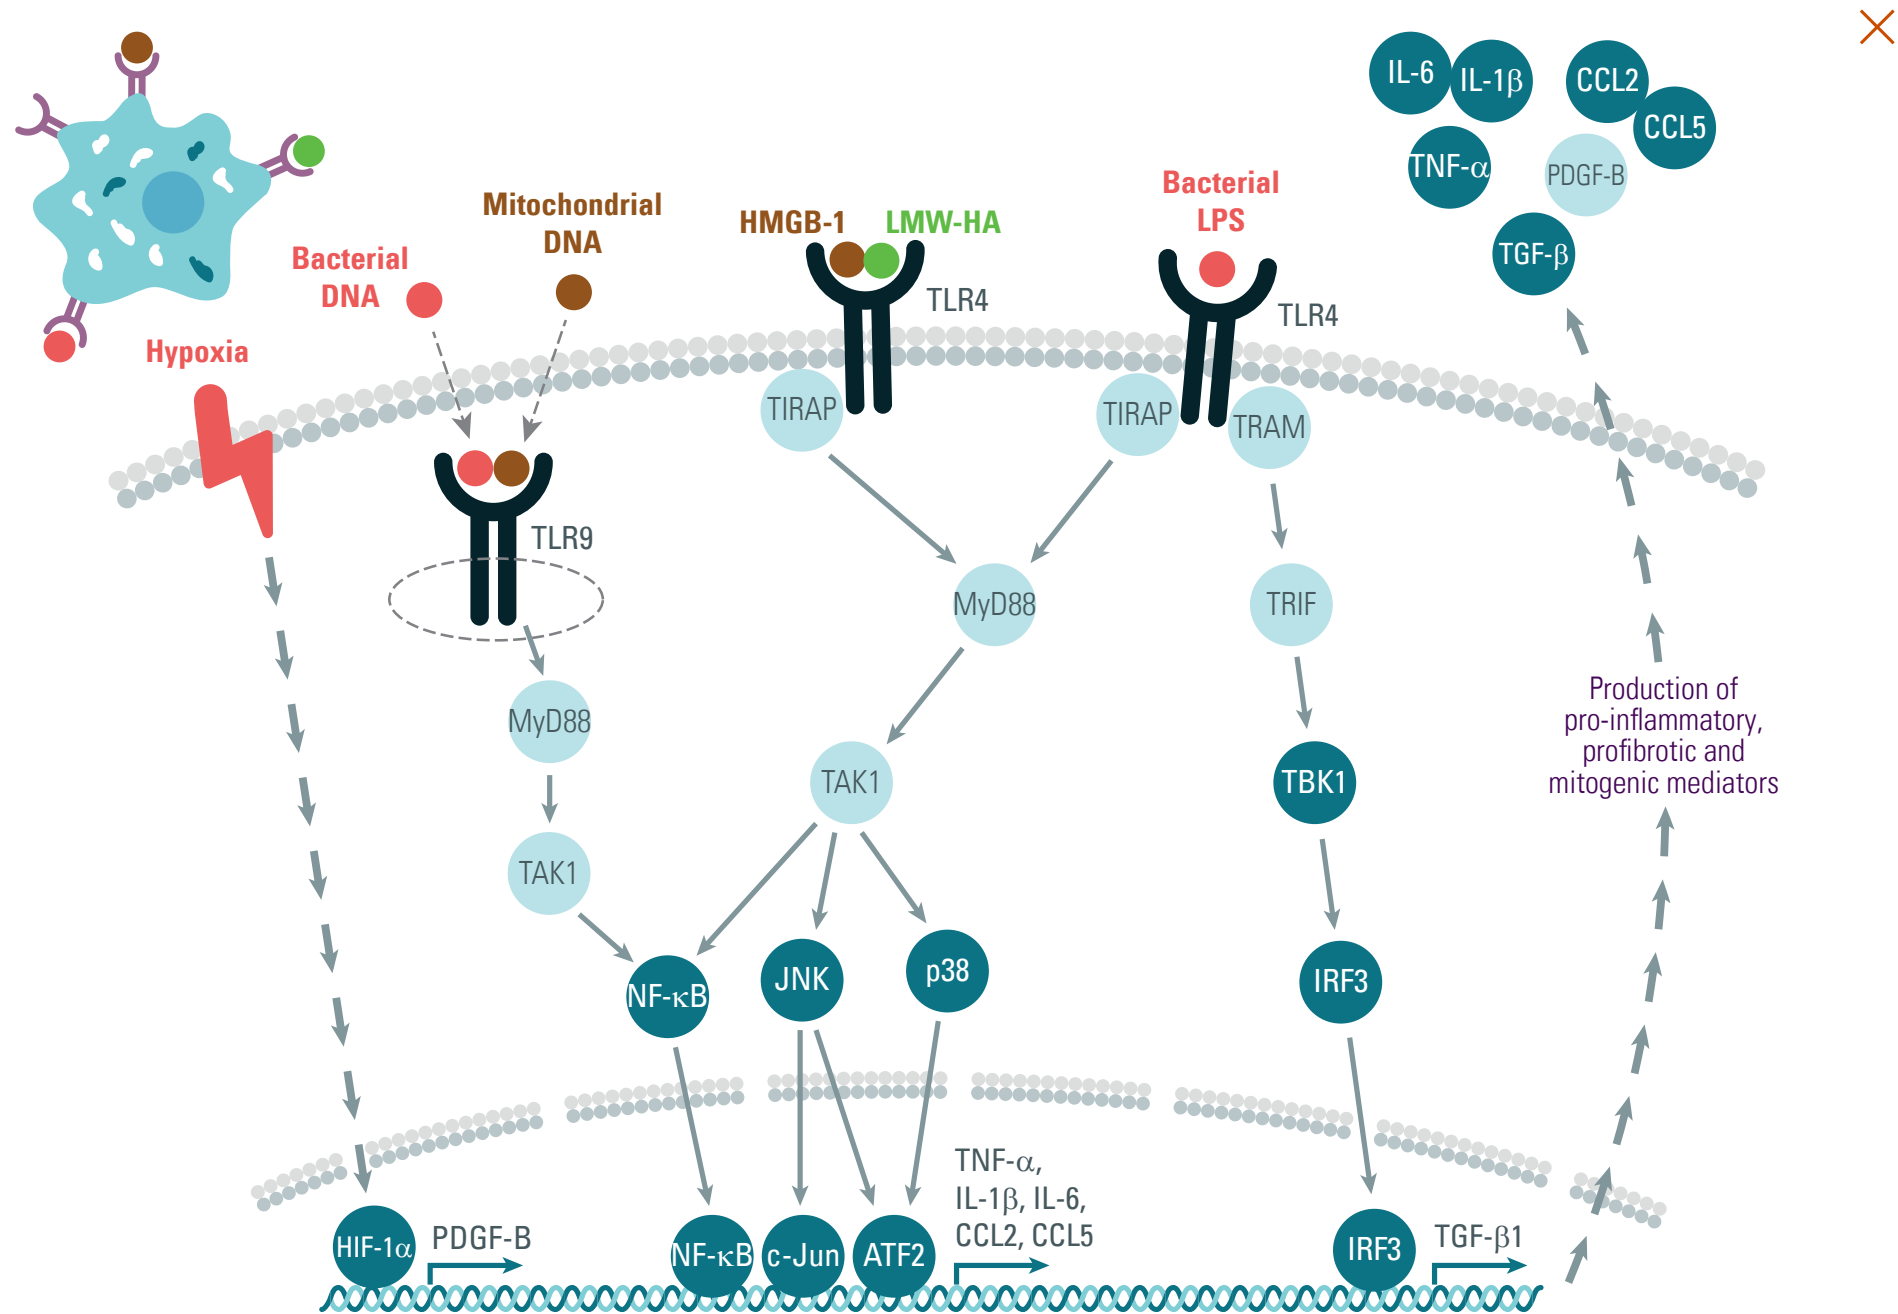 IL-6
IL-1β
CCL2
CCL5
TNF-α
PDGF-B
TGF-β
Bacterial
LPS
Mitochondrial
DNA
HMGB-1
LMW-HA
Bacterial
DNA
TLR4
TLR4
Hypoxia
TIRAP
TIRAP
TRAM
TLR9
MyD88
TRIF
Production of
pro-inflammatory,
profibrotic and
mitogenic mediators
MyD88
TAK1
TBK1
TAK1
NF-κB
JNK
p38
IRF3
TNF-α,
IL-1β, IL-6,
CCL2, CCL5
HIF-1α
PDGF-B
NF-κB
c-Jun
ATF2
IRF3
TGF-β1